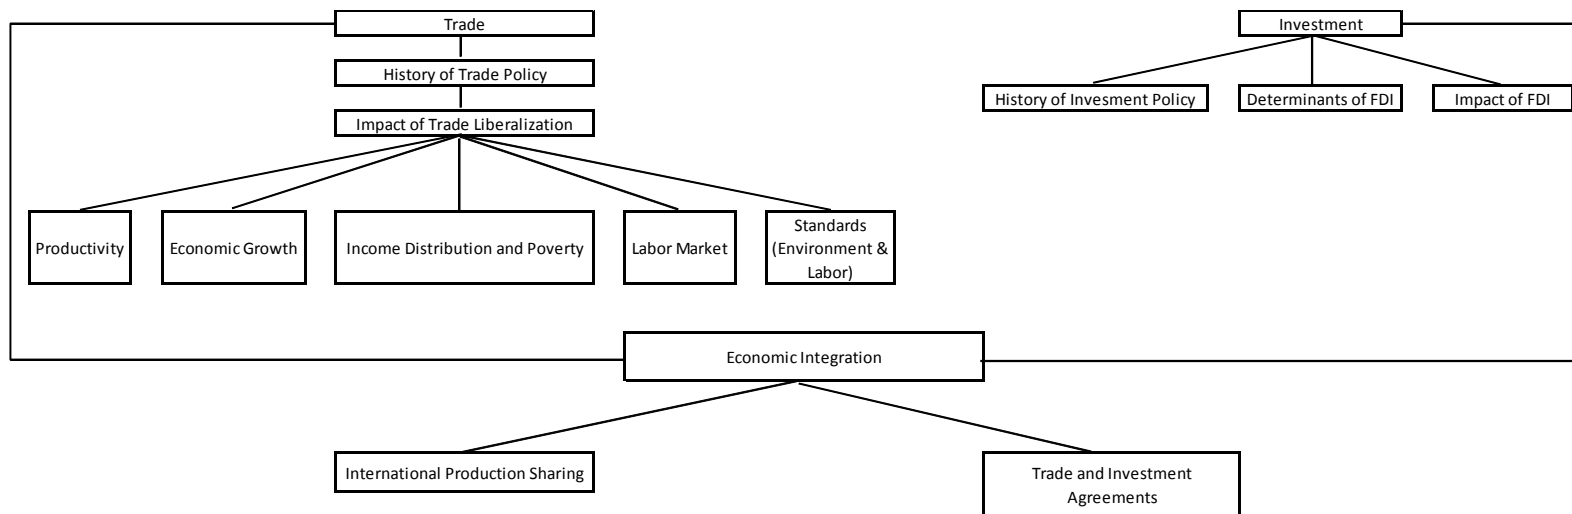 Trade
Investment
History of Trade Policy
History of Invesment Policy
Determinants of FDI
Impact of FDI
Impact of Trade Liberalization
Productivity
Economic Growth
Income Distribution and Poverty
Labor Market
Standards
(Environment &
Labor)
Economic Integration
International Production Sharing
Trade and Investment
Agreements